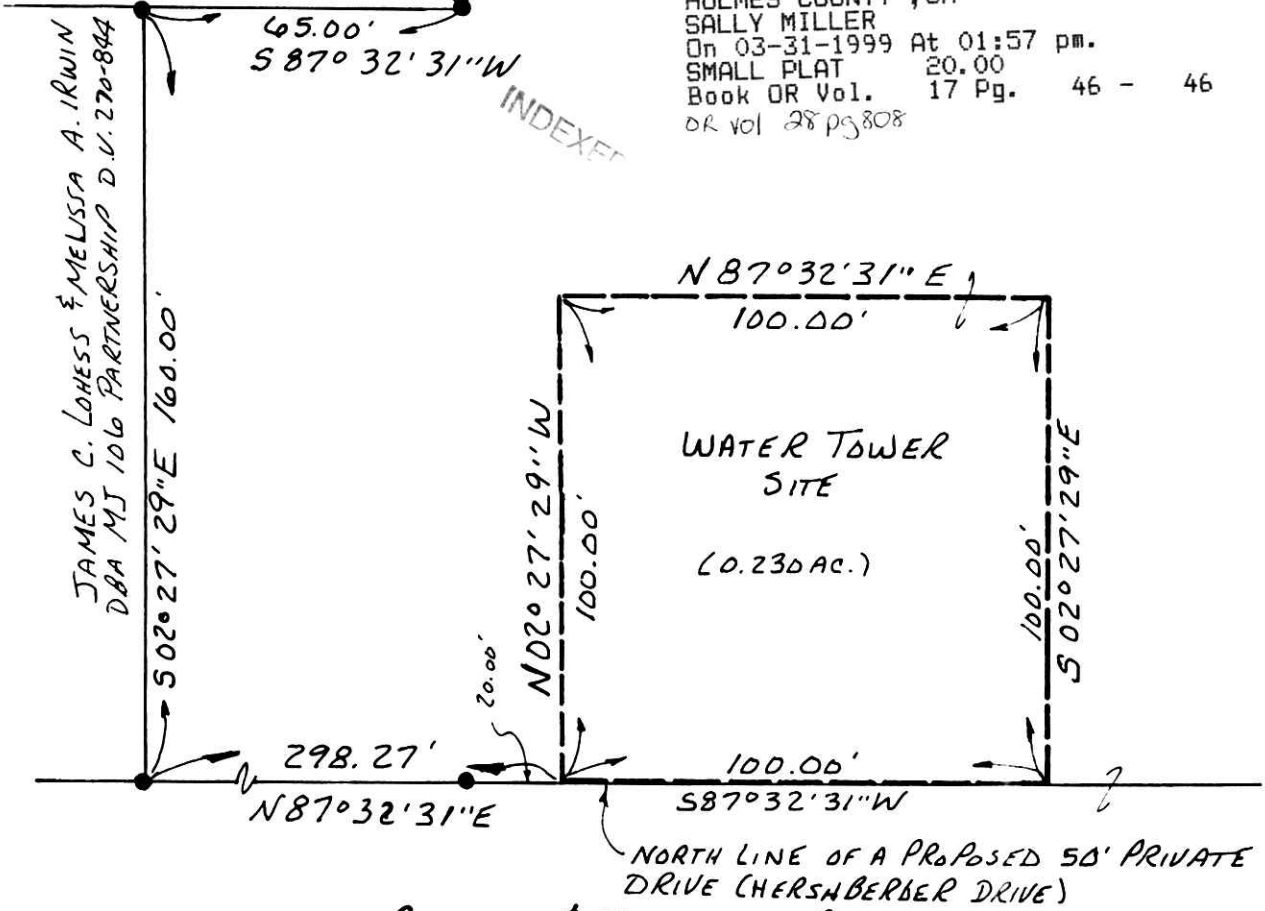 65.00'
S 87° 32' 31" W
SALLY MILLER
On 03-31-1999 At 01:57 pm.
SMALL PLAT 20.00
Book OR Vol. 17 Pg. 46 - 46
OR vol 28 pg 808
INDEXED
JAMES C. LOHESS & MELISSA A. IRWIN
DBA MJ 106 PARTNERSHIP D.V. 270-844
S 02° 27' 29" E 160.00'
N 87° 32' 31" E
100.00'
N 02° 27' 29" W
100.00'
WATER TOWER
SITE
(0.230 AC.)
100.00'
S 02° 27' 29" E
20.00'
298.27'
N 87° 32' 31" E
100.00'
S 87° 32' 31" W
NORTH LINE OF A PROPOSED 50' PRIVATE
DRIVE (HERSHBERBER DRIVE)